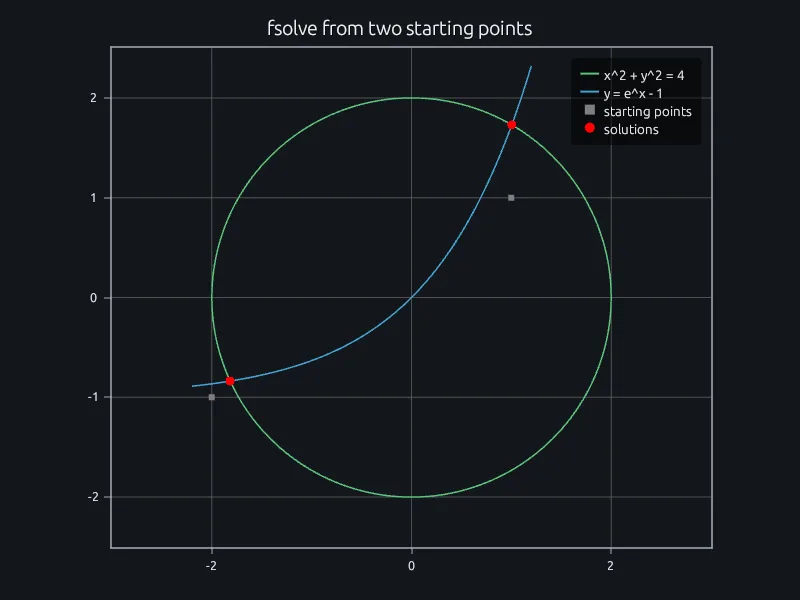 fsolve from two starting points
x^2 + y^2 = 4
y = e^x - 1
starting points
solutions
2
1
0
-1
-2
-2
0
2